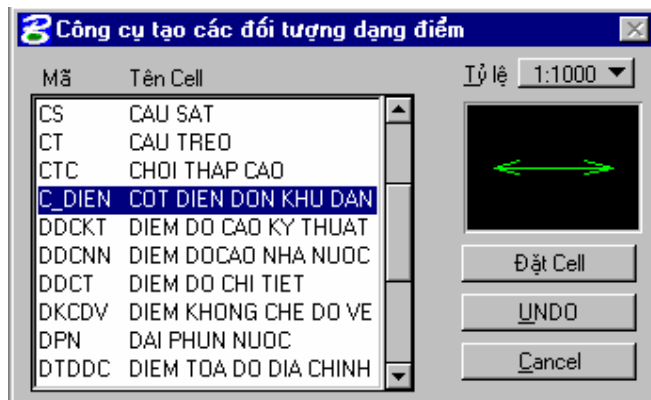 Công cụ tạo các đối tượng dạng điểm
Mã Tên Cell
Tỷ lệ 1:1000
CS CAU SAT
CT CAU TREO
CTC CHOI THAP CAO
C_DIEN COT DIEN DON KHU DAN
DDCKT DIEM DO CAO KY THUAT
DDCNN DIEM DOCAO NHA NUOC
DDCT DIEM DO CHI TIET
DKCDV DIEM KHONG CHE DO VE
DPN DAI PHUN NUOC
DTDDC DIEM TOA DO DIA CHINH
Đặt Cell
UNDO
Cancel